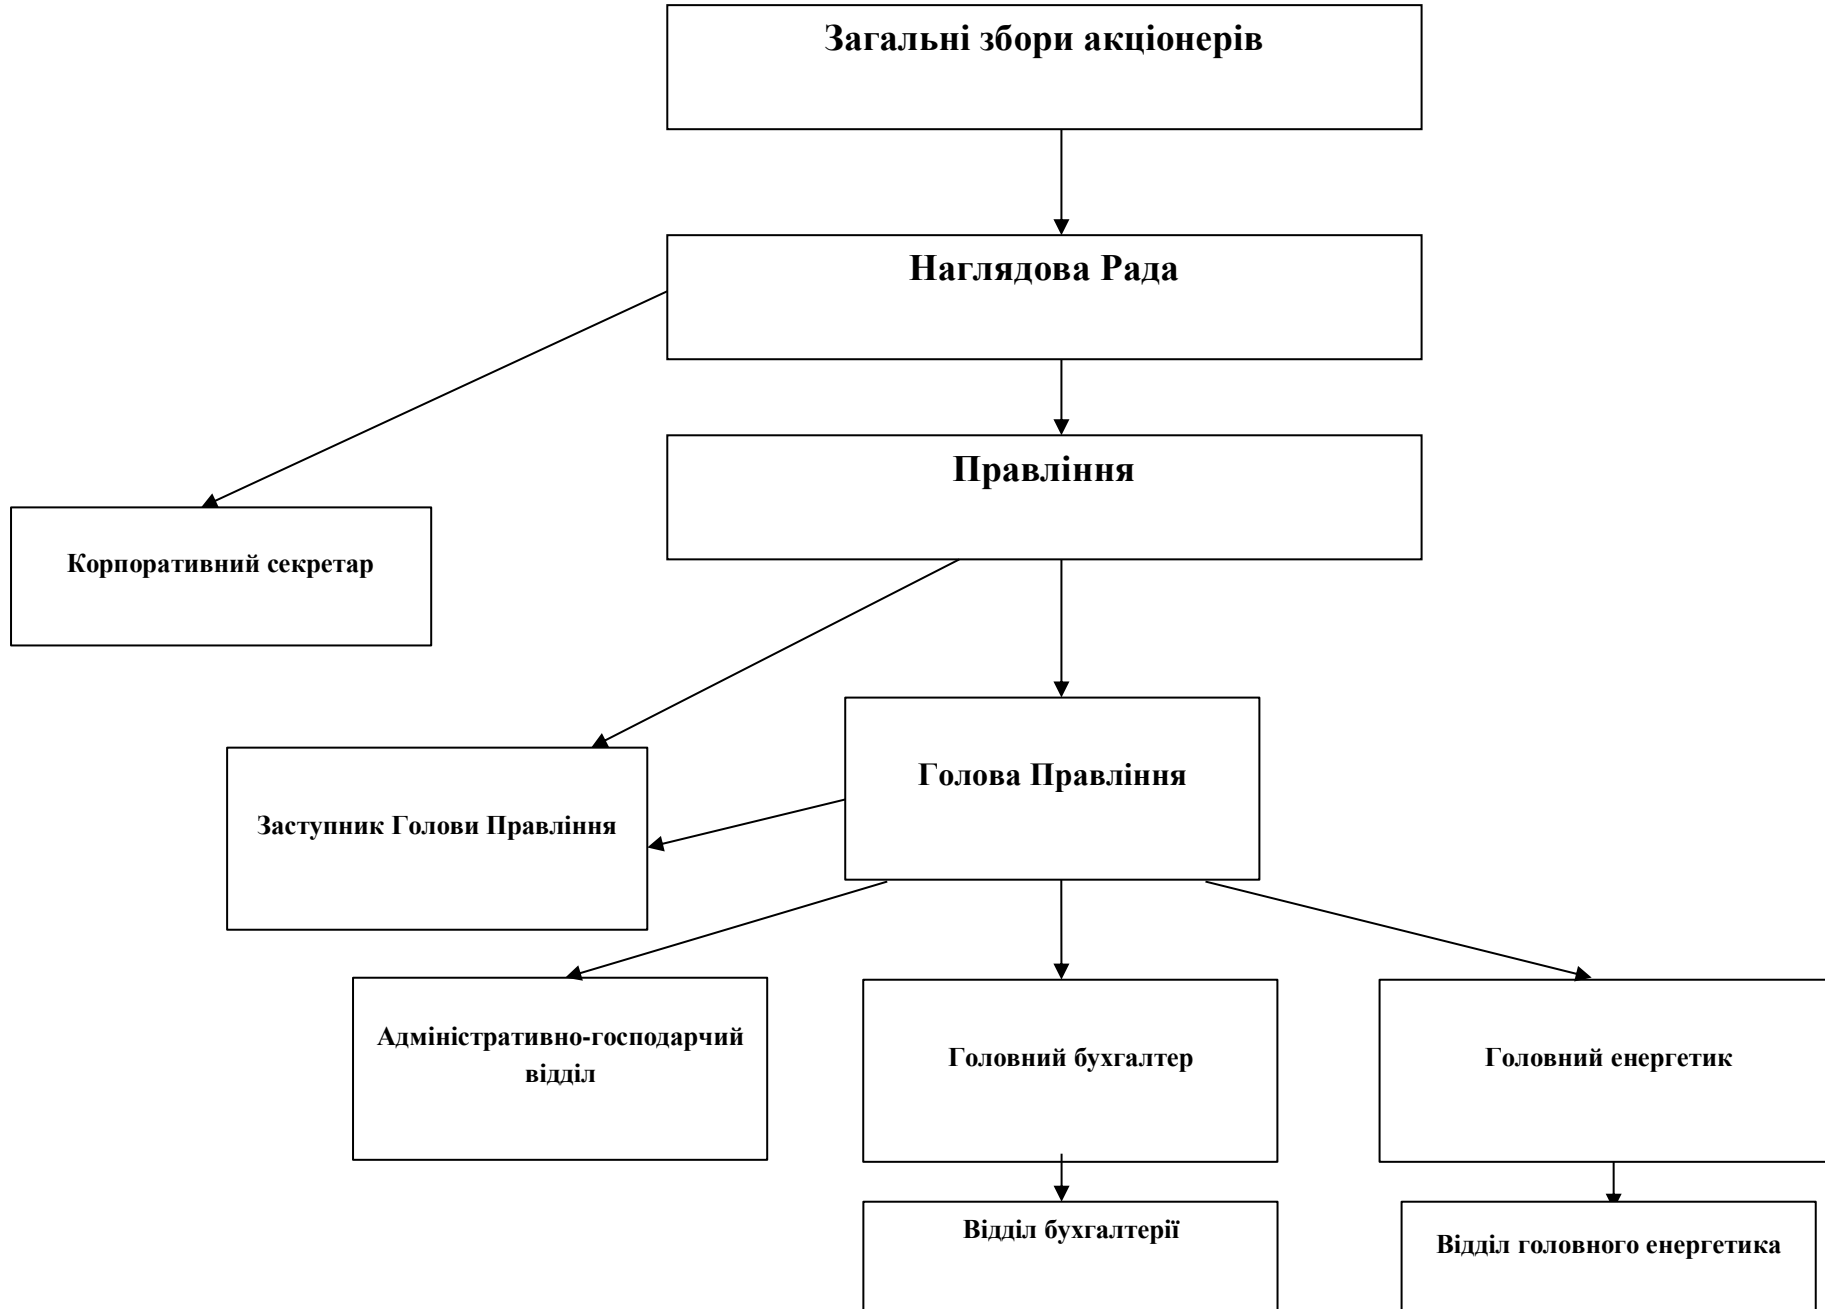 Загальні збори акціонерів
Наглядова Рада
Правління
Корпоративний секретар
Голова Правління
Заступник Голови Правління
Адміністративно-господарчий
відділ
Головний бухгалтер
Головний енергетик
Відділ бухгалтерії
Відділ головного енергетика